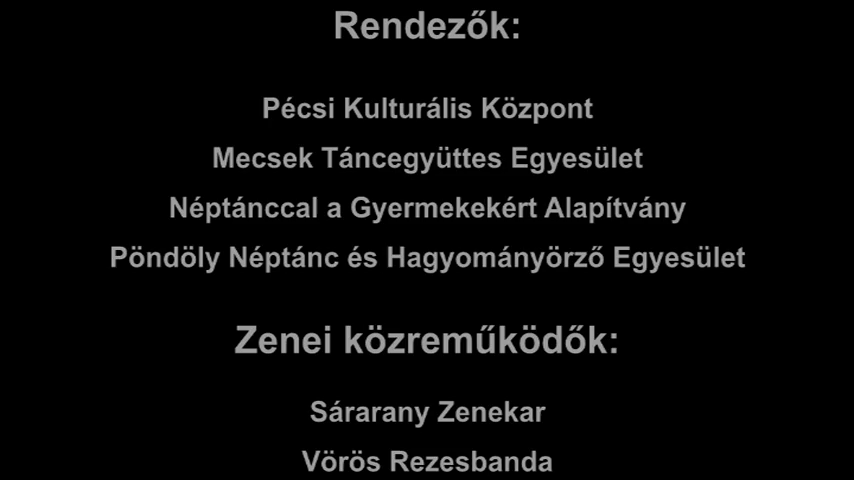 Rendezők:
Pécsi Kulturális Központ
Mecsek Táncegyüttes Egyesület
Néptánccal a Gyermekekért Alapítvány
Pöndöly Néptánc és Hagyományörző Egyesület
Zenei közreműködők:
Sárarany Zenekar
Vörös Rezesbanda